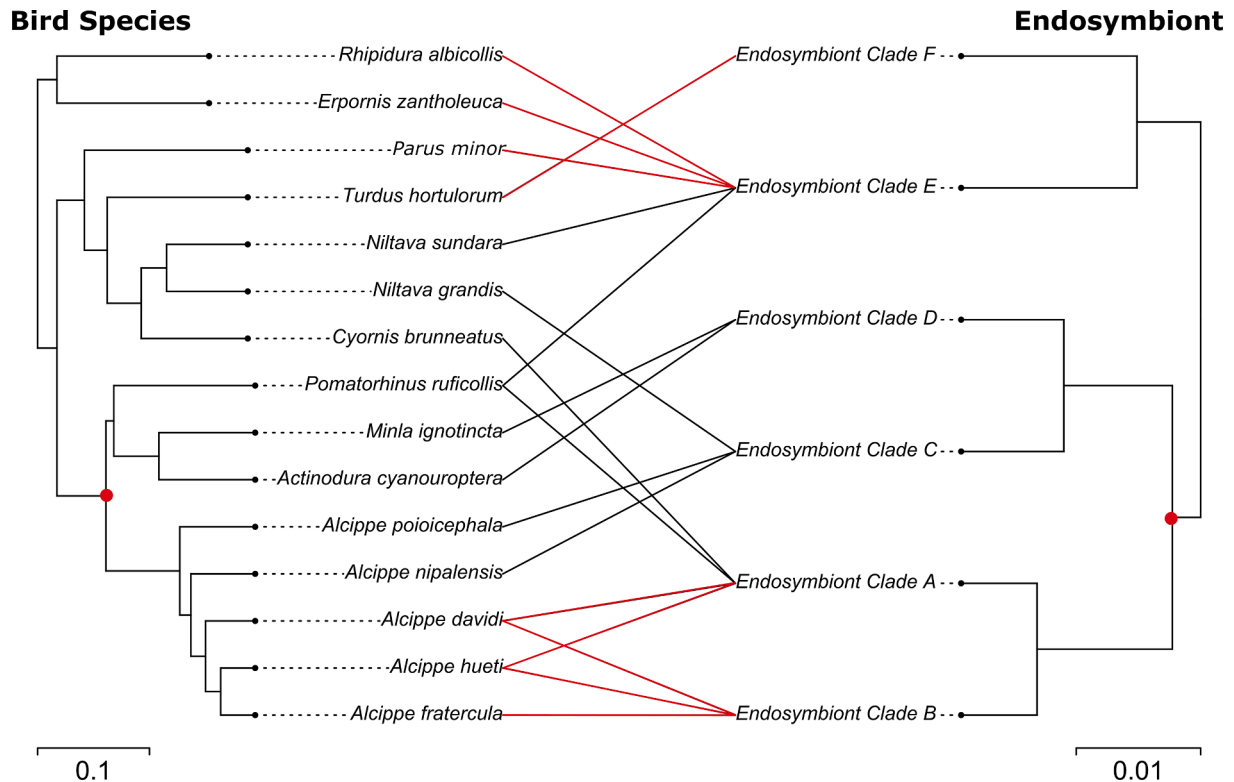 Bird Species
Endosymbiont
Rhipidura albicollis
Erpornis zantholeuca
Parus minor
Turdus hortulorum
Niltava sundara
Niltava grandis
Cyornis brunneatus
Pomatorhinus ruficollis
Minla ignotincta
Actinodura cyanouroptera
Alcippe poioicephala
Alcippe nipalensis
Alcippe davidi
Alcippe hueti
Alcippe fratercula
Endosymbiont Clade F
Endosymbiont Clade E
Endosymbiont Clade D
Endosymbiont Clade C
Endosymbiont Clade A
Endosymbiont Clade B
0.1
0.01